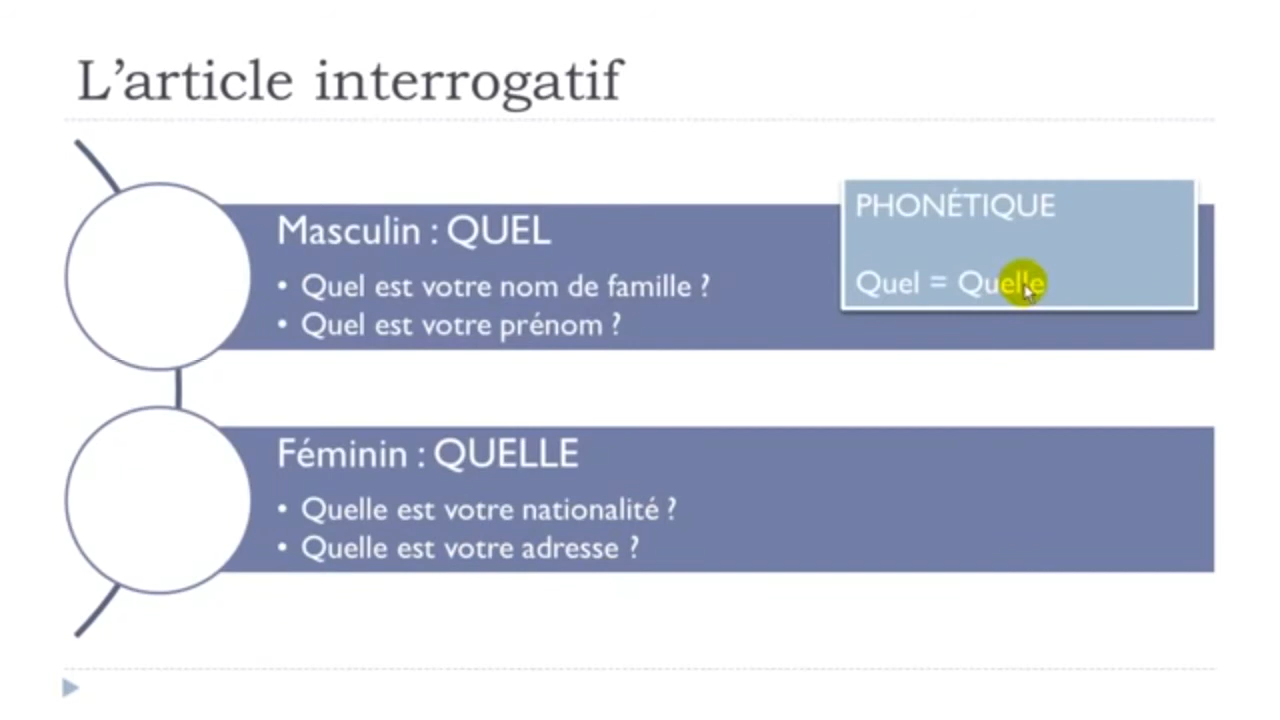 L’article interrogatif
Masculin : QUEL
• Quel est votre nom de famille ?
• Quel est votre prénom ?
PHONÉTIQUE
Quel = Quelle
Féminin : QUELLE
• Quelle est votre nationalité ?
• Quelle est votre adresse ?